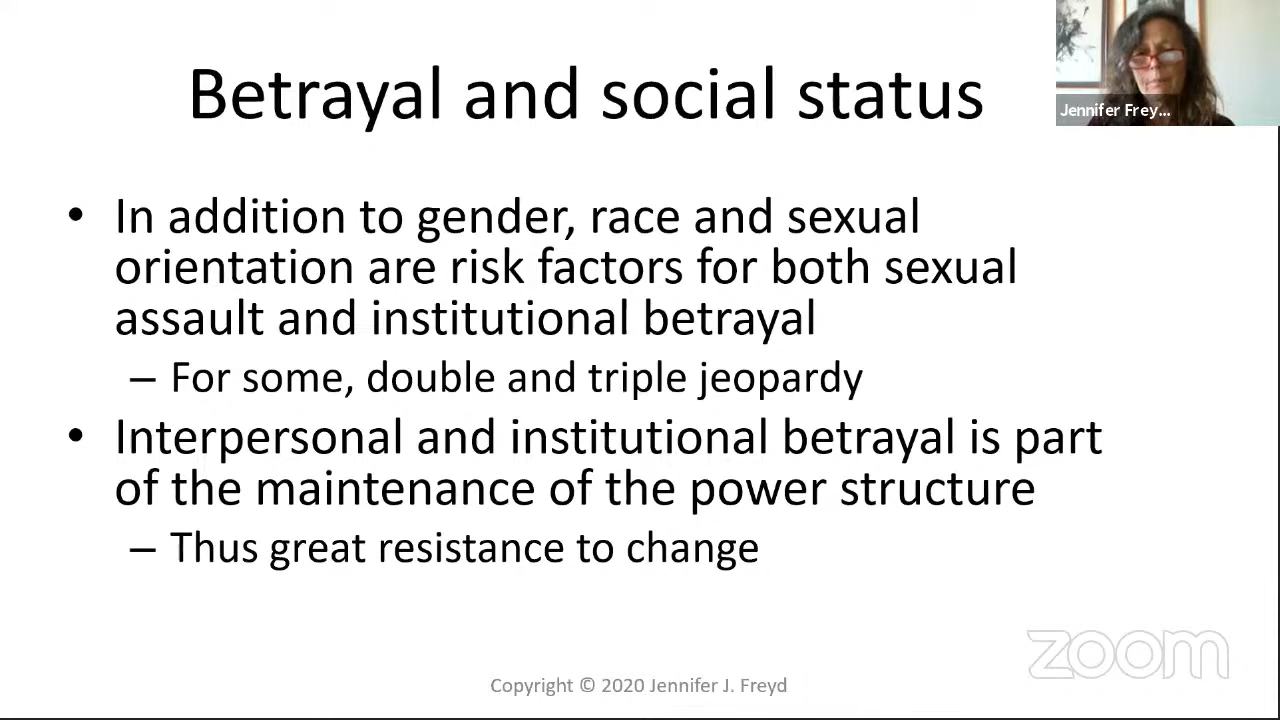 Betrayal and social status
Jennifer Frey...
• In addition to gender, race and sexual
orientation are risk factors for both sexual
assault and institutional betrayal
– For some, double and triple jeopardy
• Interpersonal and institutional betrayal is part
of the maintenance of the power structure
– Thus great resistance to change
zoom
Copyright © 2020 Jennifer J. Freyd